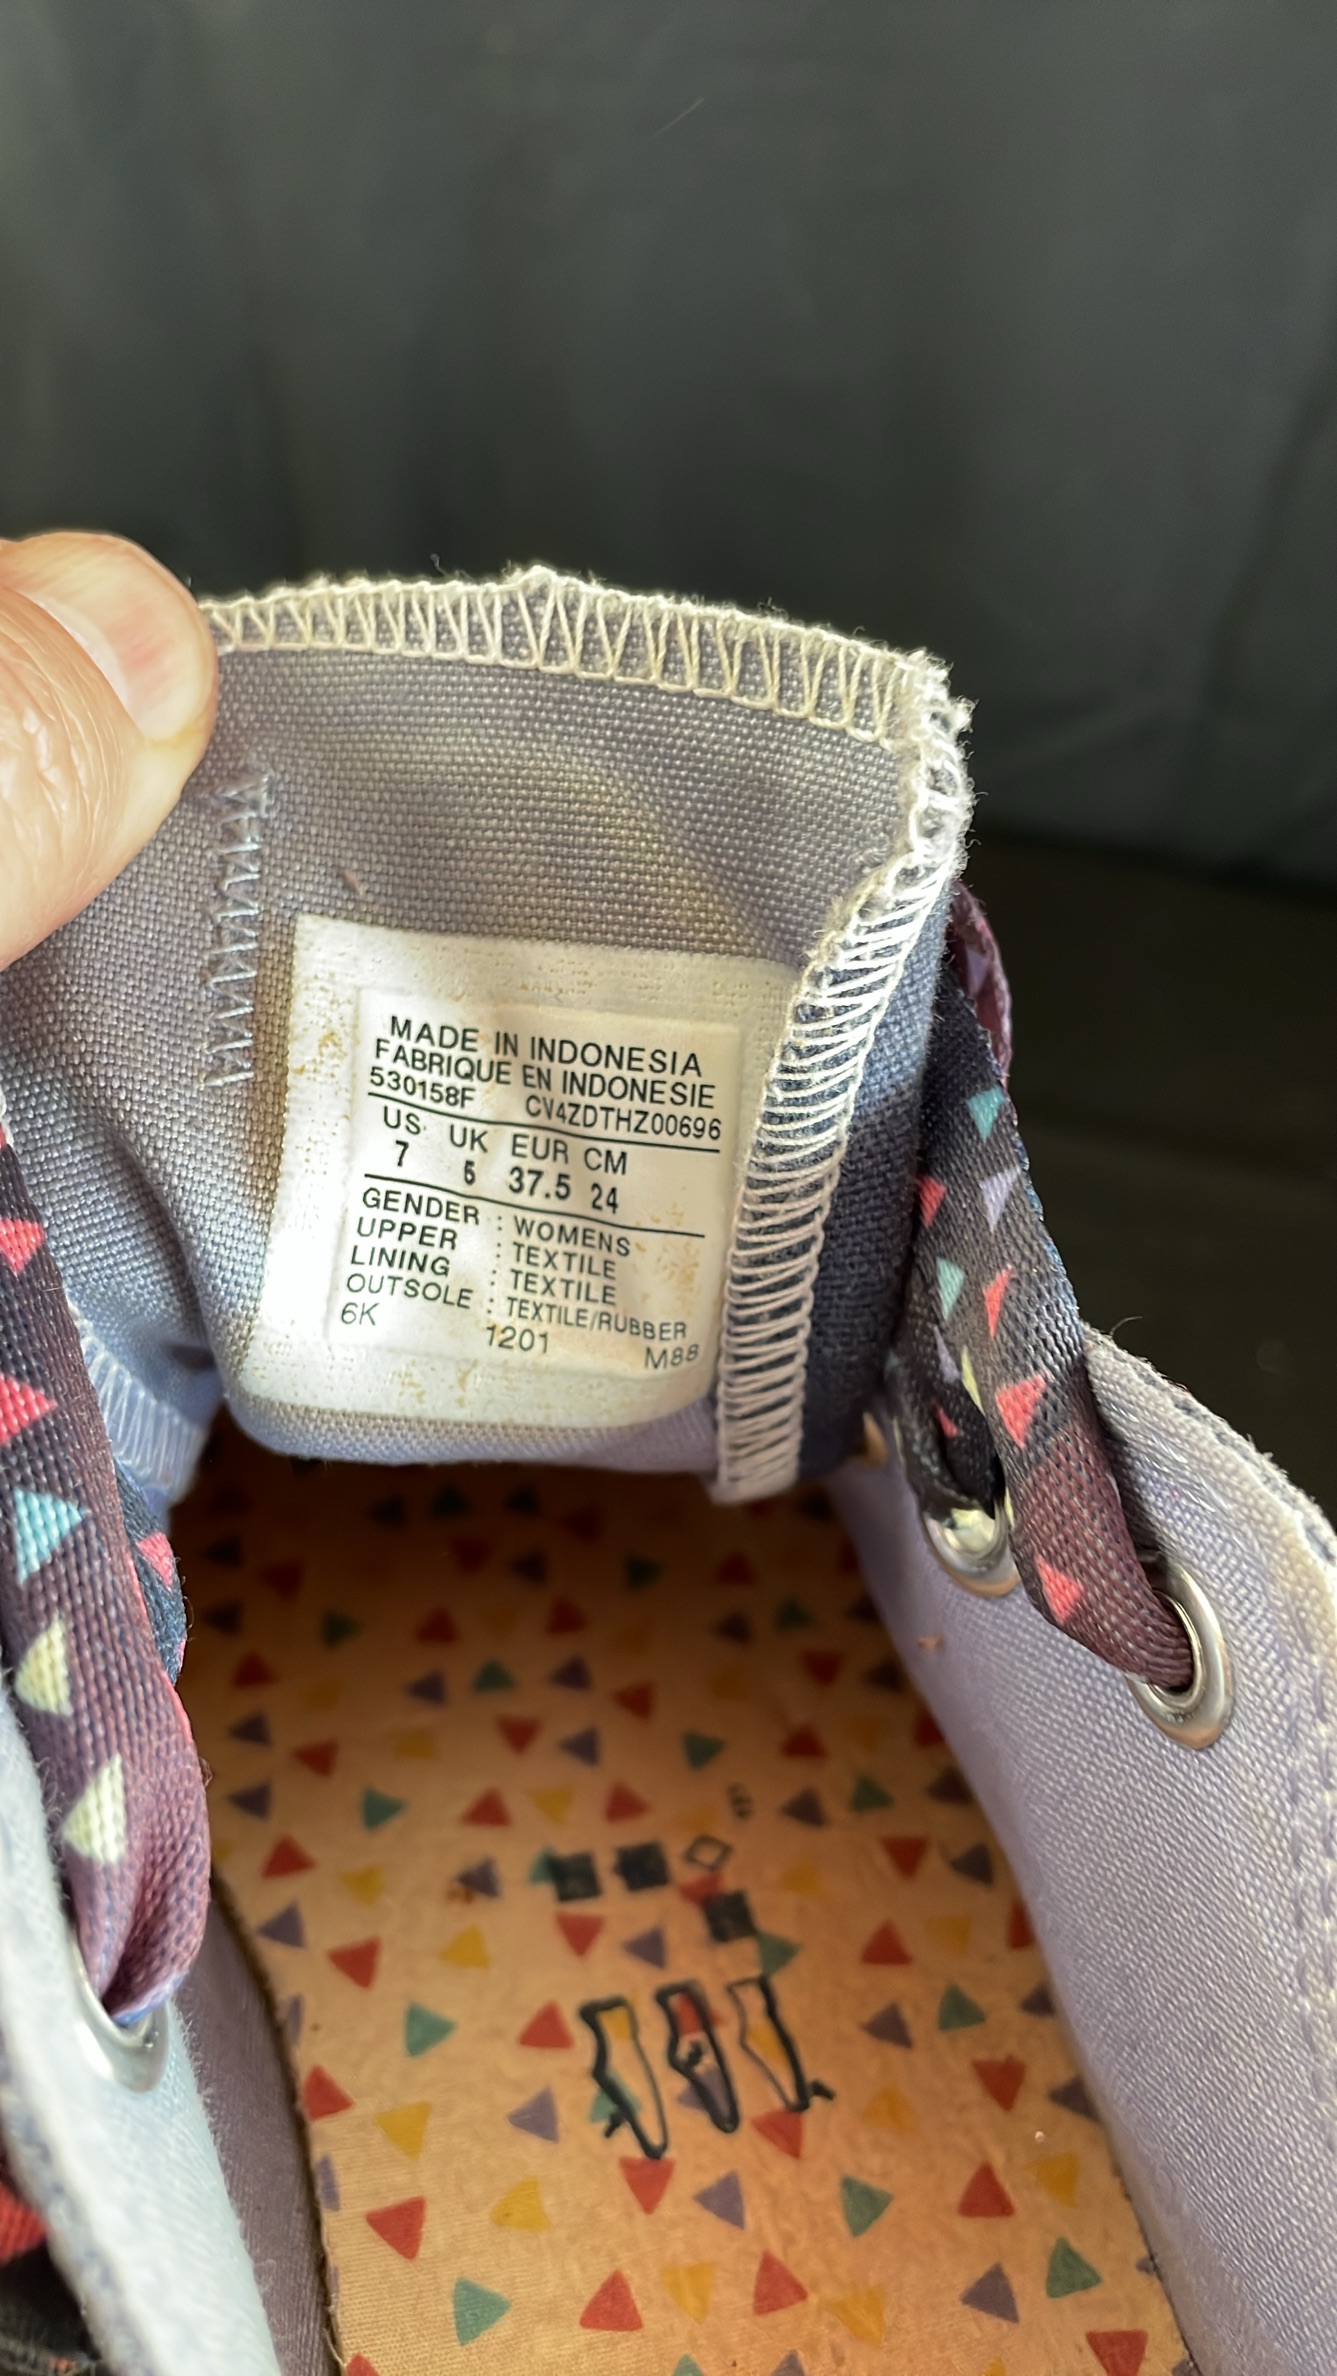 MADE IN INDONESIA
FABRIQUE EN INDONESIE
530158F CV4ZDTHZ00696
US UK EUR CM
7 5 37.5 24
GENDER : WOMENS
UPPER : TEXTILE
LINING : TEXTILE
OUTSOLE : TEXTILE/RUBBER
6K 1201 M88